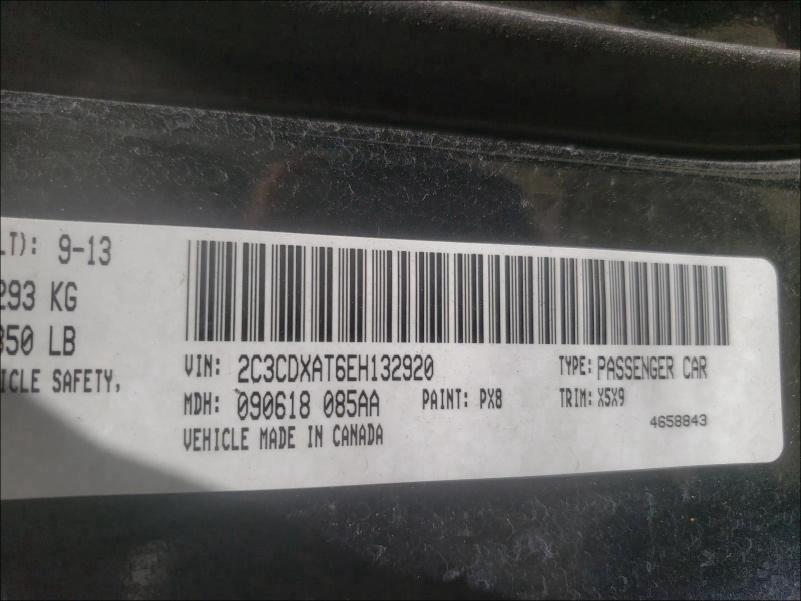 LT): 9-13
293 KG
350 LB
ICLE SAFETY,
VIN: 2C3CDXAT6EH132920 TYPE: PASSENGER CAR
MDH: 090618 085AA PAINT: PX8 TRIM: X5X9
VEHICLE MADE IN CANADA 4658843